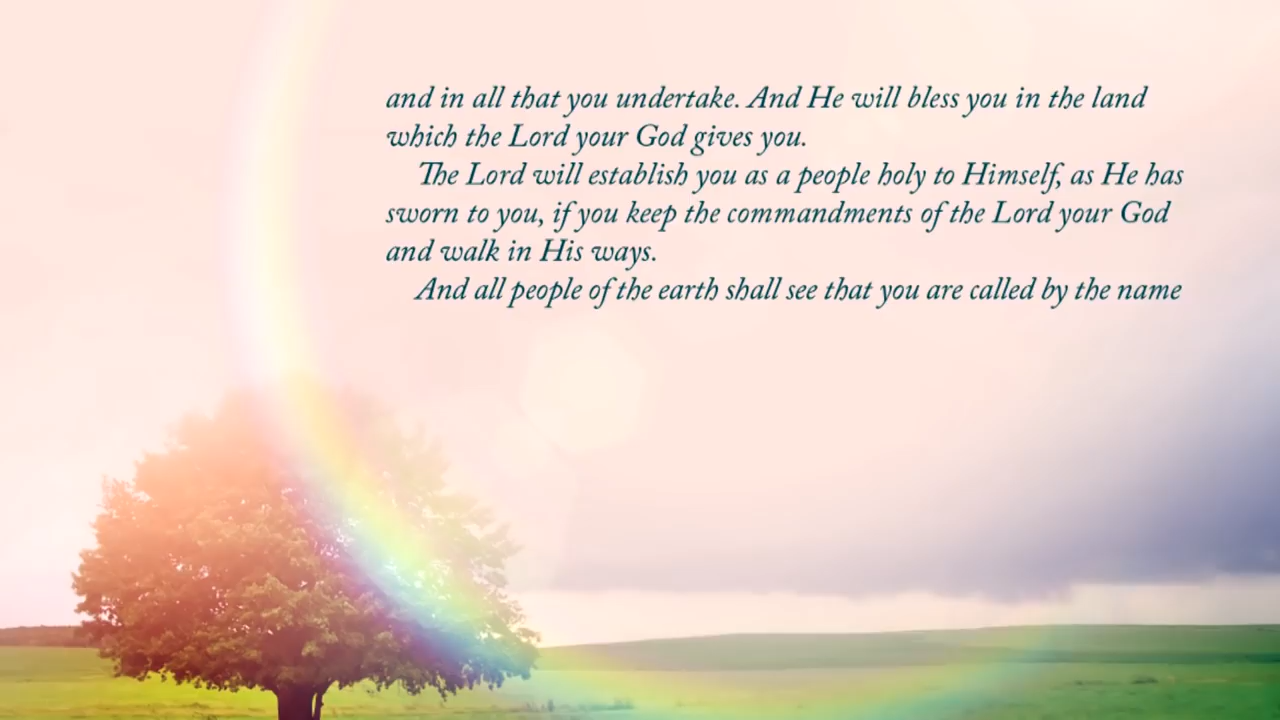 and in all that you undertake. And He will bless you in the land
which the Lord your God gives you.
The Lord will establish you as a people holy to Himself, as He has
sworn to you, if you keep the commandments of the Lord your God
and walk in His ways.
And all people of the earth shall see that you are called by the name